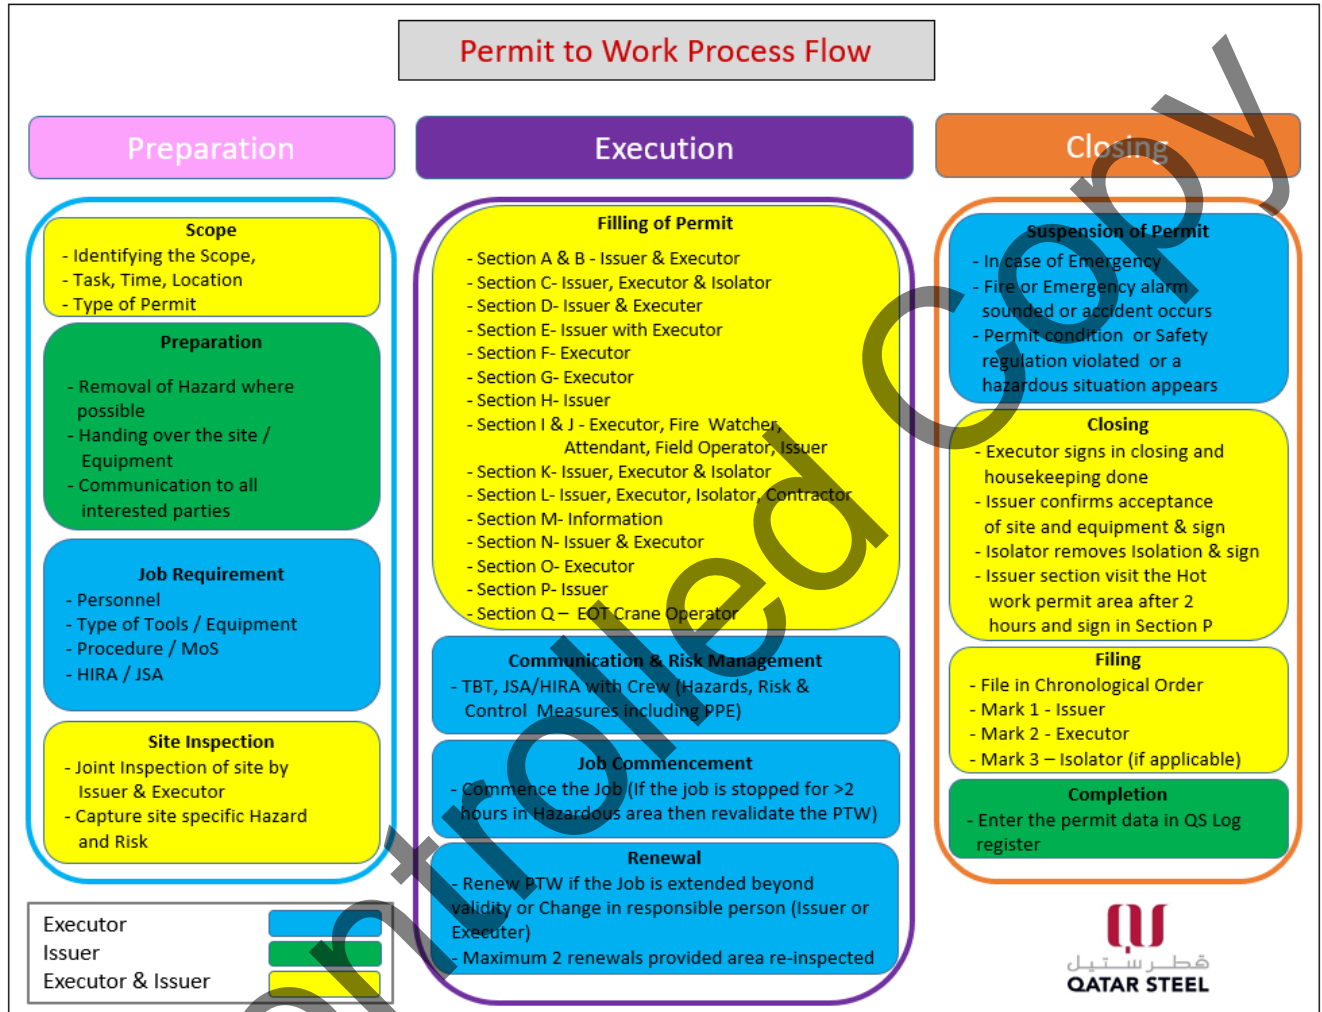 Permit to Work Process Flow
Preparation
Scope
- Identifying the Scope,
- Task, Time, Location
- Type of Permit
Preparation
- Removal of Hazard where
possible
- Handing over the site /
Equipment
- Communication to all
interested parties
Job Requirement
- Personnel
- Type of Tools / Equipment
- Procedure / MoS
- HIRA / JSA
Site Inspection
- Joint Inspection of site by
Issuer & Executor
- Capture site specific Hazard
and Risk
Executor
Issuer
Executor & Issuer
Execution
Filling of Permit
- Section A & B - Issuer & Executor
- Section C- Issuer, Executor & Isolator
- Section D- Issuer & Executer
- Section E- Issuer with Executor
- Section F- Executor
- Section G- Executor
- Section H- Issuer
- Section I & J - Executor, Fire Watcher,
Attendant, Field Operator, Issuer
- Section K- Issuer, Executor & Isolator
- Section L- Issuer, Executor, Isolator, Contractor
- Section M- Information
- Section N- Issuer & Executor
- Section O- Executor
- Section P- Issuer
- Section Q – EOT Crane Operator
Communication & Risk Management
- TBT, JSA/HIRA with Crew (Hazards, Risk &
Control Measures including PPE)
Job Commencement
- Commence the Job (If the job is stopped for >2
hours in Hazardous area then revalidate the PTW)
Renewal
- Renew PTW if the Job is extended beyond
validity or Change in responsible person (Issuer or
Executer)
- Maximum 2 renewals provided area re-inspected
Closing
Suspension of Permit
- In case of Emergency
- Fire or Emergency alarm
sounded or accident occurs
- Permit condition or Safety
regulation violated or a
hazardous situation appears
Closing
- Executor signs in closing and
housekeeping done
- Issuer confirms acceptance
of site and equipment & sign
- Isolator removes Isolation & sign
- Issuer section visit the Hot
work permit area after 2
hours and sign in Section P
Filing
- File in Chronological Order
- Mark 1 - Issuer
- Mark 2 - Executor
- Mark 3 – Isolator (if applicable)
Completion
- Enter the permit data in QS Log
register
QS
قطر ستيل
QATAR STEEL
ntrolled Copy